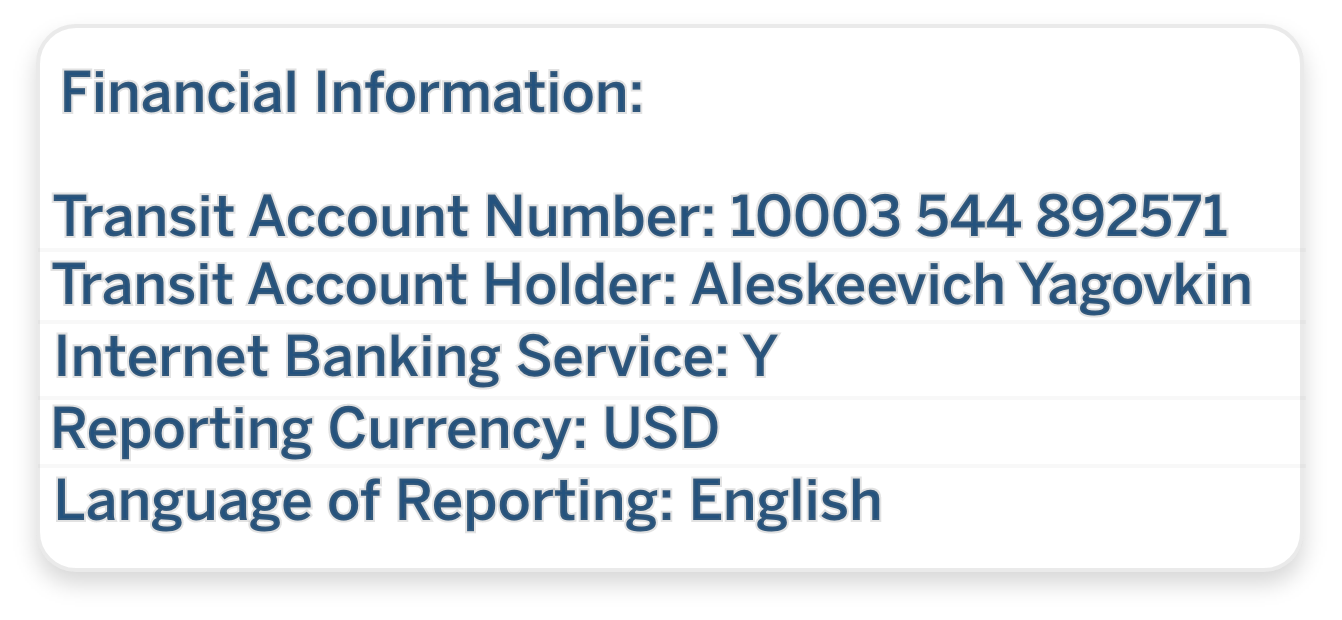 Financial Information:
Transit Account Number: 10003 544 892571
Transit Account Holder: Aleskeevich Yagovkin
Internet Banking Service: Y
Reporting Currency: USD
Language of Reporting: English